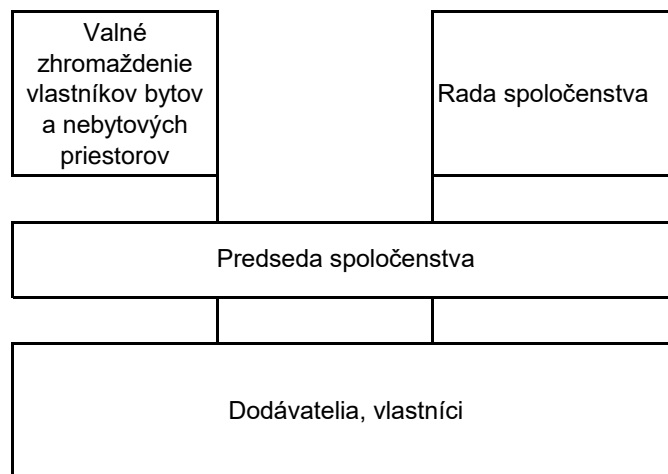 Valné
zhromaždenie
vlastníkov bytov
a nebytových
priestorov
Rada spoločenstva
Predseda spoločenstva
Dodávatelia, vlastníci